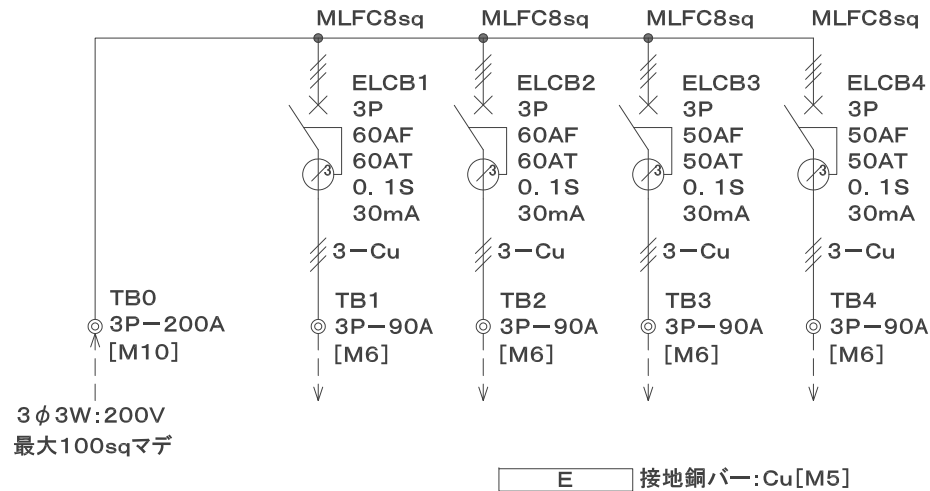 MLFC8sq
MLFC8sq
MLFC8sq
MLFC8sq
ELCB1
3P
60AF
60AT
0. 1S
30mA
3
3－Cu
ELCB2
3P
60AF
60AT
0. 1S
30mA
3
3－Cu
ELCB3
3P
50AF
50AT
0. 1S
30mA
3
3－Cu
ELCB4
3P
50AF
50AT
0. 1S
30mA
3
3－Cu
TB0
3P－200A
[M10]
TB1
3P－90A
[M6]
TB2
3P－90A
[M6]
TB3
3P－90A
[M6]
TB4
3P－90A
[M6]
3φ3W:200V
最大100sqマデ
E
接地銅バー:Cu[M5]